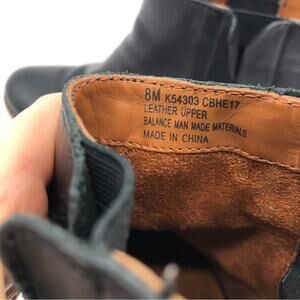 8M K54303 CBHE17
LEATHER UPPER
BALANCE MAN MADE MATERIALS
MADE IN CHINA